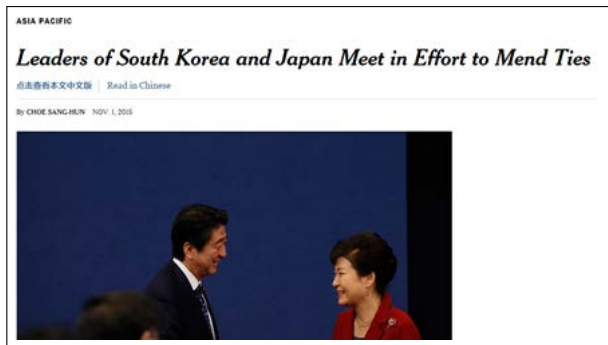 ASIA PACIFIC
Leaders of South Korea and Japan Meet in Effort to Mend Ties
点击查看本文中文版 | Read in Chinese
By CHOE SANG-HUN NOV. 1, 2015